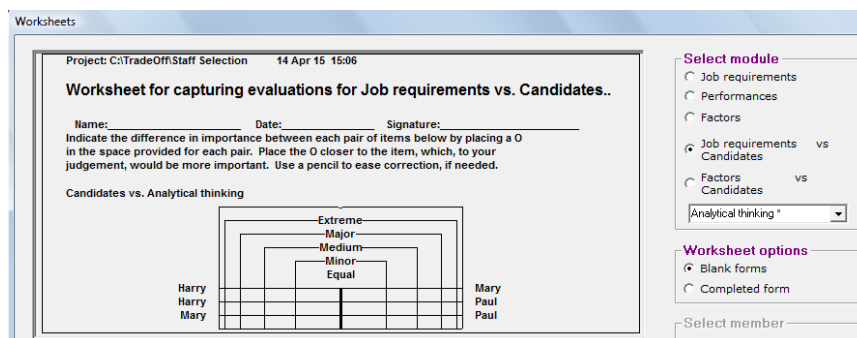 Worksheets
Project: C:\TradeOff\Staff Selection 14 Apr 15 15:06
Worksheet for capturing evaluations for Job requirements vs. Candidates..
Name: Date: Signature:
Indicate the difference in importance between each pair of items below by placing a O
in the space provided for each pair. Place the O closer to the item, which, to your
judgement, would be more important. Use a pencil to ease correction, if needed.
Candidates vs. Analytical thinking
Extreme
Major
Medium
Minor
Equal
Harry Mary
Harry Paul
Mary Paul
Select module
Job requirements
Performances
Factors
Job requirements vs
Candidates
Factors vs
Candidates
Analytical thinking *
Worksheet options
Blank forms
Completed form
Select member